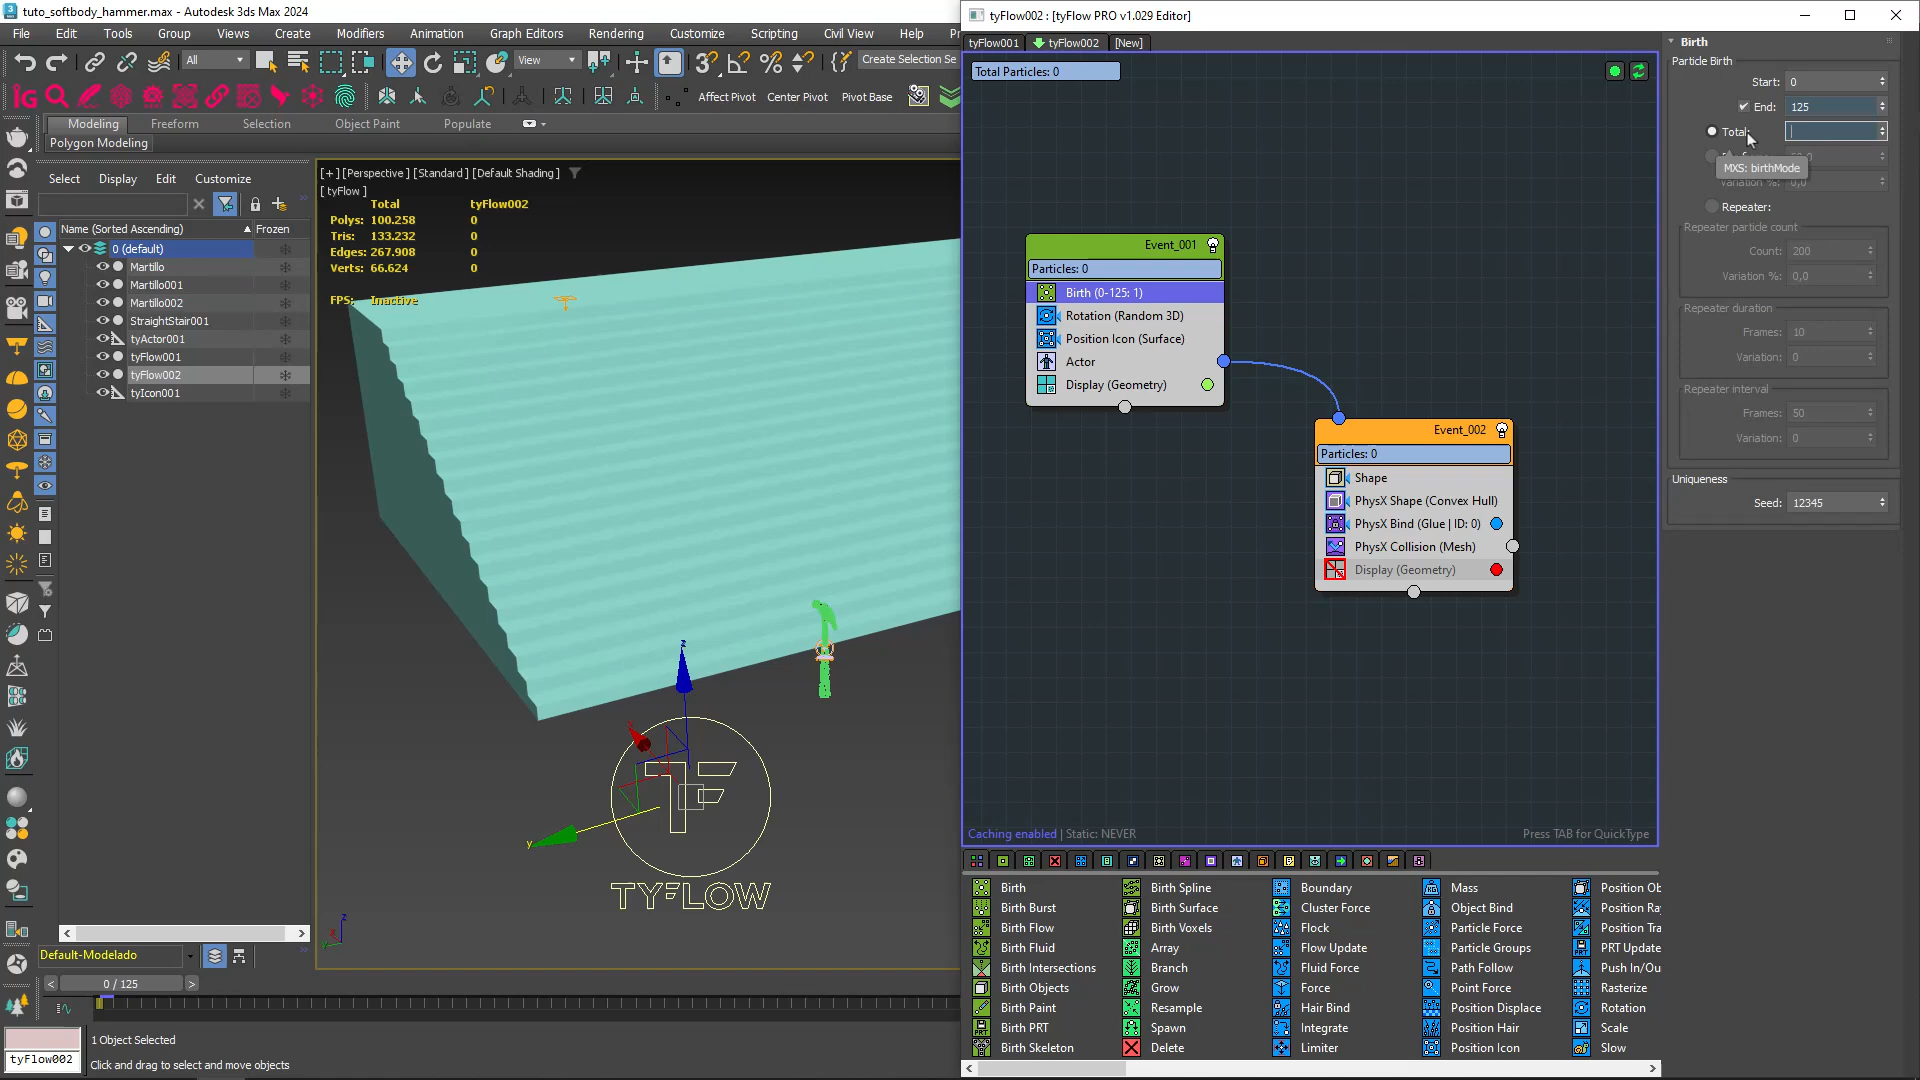 tuto_softbody_hammer.max - Autodesk 3ds Max 2024
tyFlow002 : [tyFlow PRO v1.029 Editor]
File Edit Tools Group Views Create Modifiers Animation Graph Editors Rendering Customize Scripting Civil View Help
tyFlow001 tyFlow002 [New]
All View Create Selection Se
Affect Pivot Center Pivot Pivot Base
Modeling Freeform Selection Object Paint Populate
Polygon Modeling
Select Display Edit Customize
Name (Sorted Ascending) Frozen
0 (default)
Martillo
Martillo001
Martillo002
StraightStair001
tyActor001
tyFlow001
tyFlow002
tyIcon001
Default-Modelado
[+] [Perspective] [Standard] [Default Shading]
[ tyFlow ]
Total tyFlow002
Polys: 100.258 0
Tris: 133.232 0
Edges: 267.908 0
Verts: 66.624 0
FPS: Inactive
TYFLOW
z
y
0 / 125
tyFlow002
1 Object Selected
Click and drag to select and move objects
Total Particles: 0
Event_001
Particles: 0
Birth (0-125: 1)
Rotation (Random 3D)
Position Icon (Surface)
Actor
Display (Geometry)
Event_002
Particles: 0
Shape
PhysX Shape (Convex Hull)
PhysX Bind (Glue | ID: 0)
PhysX Collision (Mesh)
Display (Geometry)
Caching enabled | Static: NEVER
Press TAB for QuickType
Birth Birth Spline Boundary Mass Position Ob
Birth Burst Birth Surface Cluster Force Object Bind Position Ra
Birth Flow Birth Voxels Flock Particle Force Position Tra
Birth Fluid Array Flow Update Particle Groups PRT Update
Birth Intersections Branch Fluid Force Path Follow Push In/Ou
Birth Objects Grow Force Point Force Rasterize
Birth Paint Resample Hair Bind Position Displace Rotation
Birth PRT Spawn Integrate Position Hair Scale
Birth Skeleton Delete Limiter Position Icon Slow
Birth
Particle Birth
Start: 0
End: 125
Total:
MXS: birthMode
Variation %: 0,0
Repeater:
Repeater particle count
Count: 200
Variation %: 0,0
Repeater duration
Frames: 10
Variation: 0
Repeater interval
Frames: 50
Variation: 0
Uniqueness
Seed: 12345